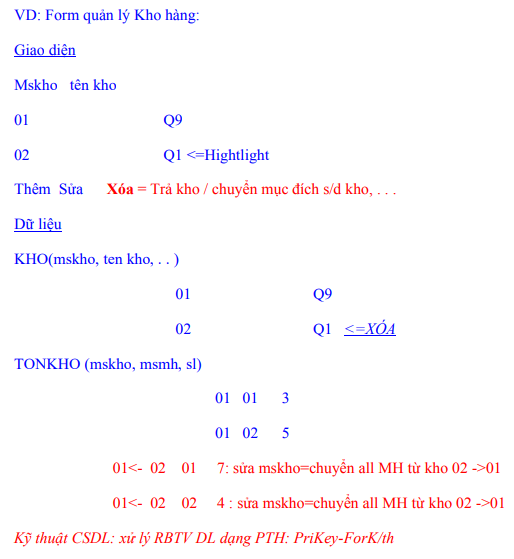 VD: Form quản lý Kho hàng:
Giao diện
Mskho tên kho
01 Q9
02 Q1 <=Hightlight
Thêm Sửa Xóa = Trả kho / chuyển mục đích s/d kho, . . .
Dữ liệu
KHO(mskho, ten kho, . . )
01 Q9
02 Q1 <=XÓA
TONKHO (mskho, msmh, sl)
01 01 3
01 02 5
01<- 02 01 7: sửa mskho=chuyển all MH từ kho 02 ->01
01<- 02 02 4 : sửa mskho=chuyển all MH từ kho 02 ->01
Kỹ thuật CSDL: xử lý RBTV DL dạng PTH: PriKey-ForK/th